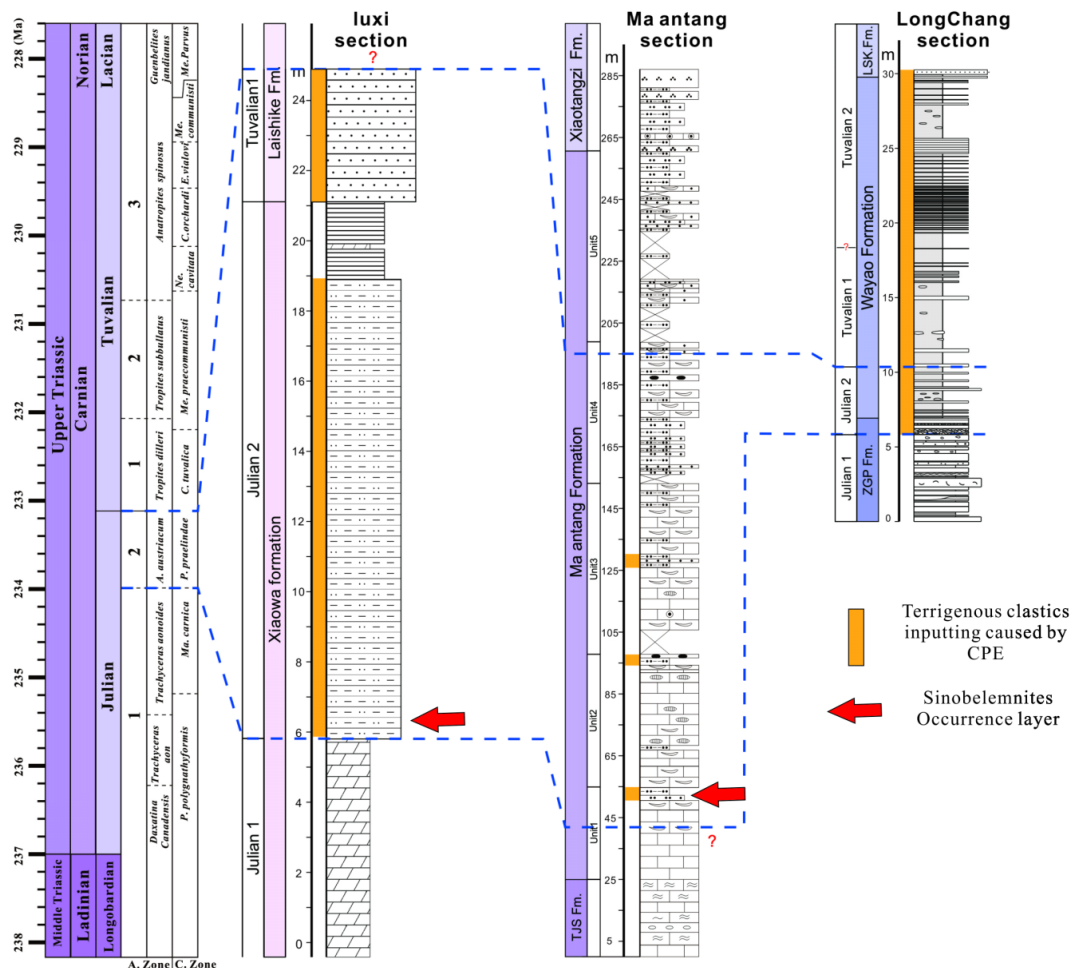 luxi
section
Ma antang
section
LongChang
section
(Ma)
228
229
230
231
232
233
234
235
236
237
238
Upper Triassic
Middle Triassic
Norian
Carnian
Ladinian
Lacian
Tuvalian
Julian
Longobardian
3
2
1
2
1
Guenbelites
jandianus
Anatropites spinosus
Tropites subbullatus
Tropites dilleri
A. austriacum
Trachyceras aonoides
Trachyceras
aon
Daxatina
Canadensis
Me.Parvus
Me.
communisti
E.vialovi
C.orchardi
Ne.
cavitata
Me. praecommunisti
C. tuvalica
P. praelindae
Ma. carnica
P. polygnathyformis
A. Zone
C. Zone
Tuvalian1
Julian 2
Julian 1
Laishike Fm.
Xiaowa formation
?
m
24
22
20
18
16
14
12
10
8
6
4
2
0
Xiaotangzi Fm.
Ma antang Formation
TJS Fm.
Unit5
Unit4
Unit3
Unit2
Unit1
m
285
265
245
225
205
185
165
145
125
105
85
65
45
25
5
?
Tuvalian 2
?
Tuvalian 1
Julian 2
Julian 1
LSK.Fm.
Wayao Formation
ZGP Fm.
m
30
25
20
15
10
5
0
Terrigenous clastics
inputting caused by
CPE
Sinobelemnites
Occurrence layer